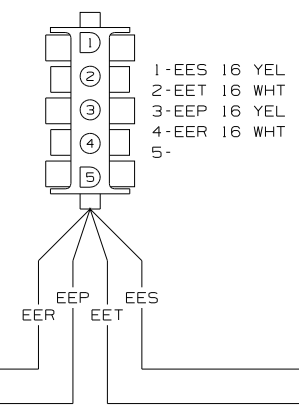 1
2
3
4
5
1-EES 16 YEL
2-EET 16 WHT
3-EEP 16 YEL
4-EER 16 WHT
5-
EEP
EES
EER
EET